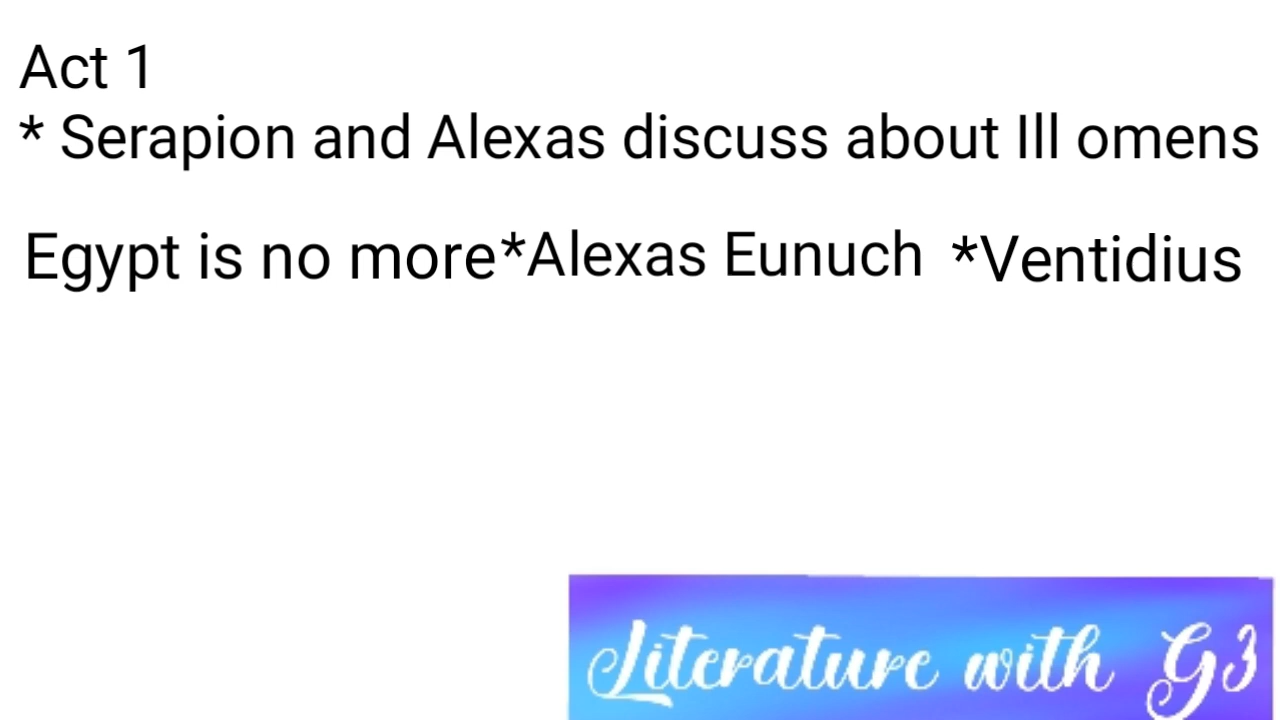 Act 1
* Serapion and Alexas discuss about Ill omens
Egypt is no more *Alexas Eunuch *Ventidius
Literature with G3